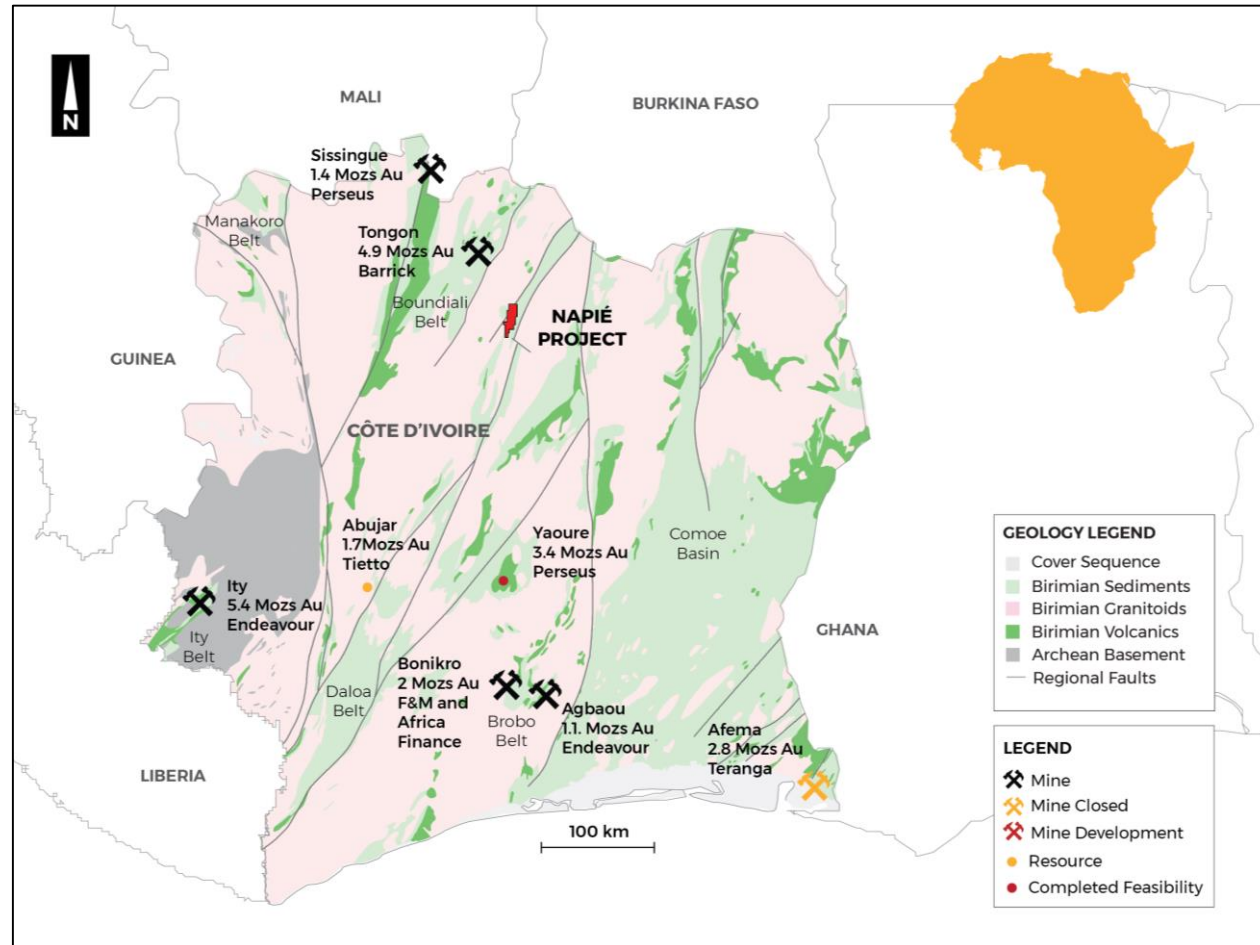 N
MALI
BURKINA FASO
Sissingue
1.4 Mozs Au
Perseus
Manakoro
Belt
Tongon
4.9 Mozs Au
Barrick
Boundiali
Belt
NAPIÉ
PROJECT
GUINEA
CÔTE D'IVOIRE
Abujar
1.7Mozs Au
Tietto
Yaoure
3.4 Mozs Au
Perseus
Comoe
Basin
Ity
5.4 Mozs Au
Endeavour
Ity
Belt
GHANA
Daloa
Belt
Bonikro
2 Mozs Au
F&M and
Africa
Finance
Brobo
Belt
Agbaou
1.1. Mozs Au
Endeavour
Afema
2.8 Mozs Au
Teranga
LIBERIA
100 km
GEOLOGY LEGEND
Cover Sequence
Birimian Sediments
Birimian Granitoids
Birimian Volcanics
Archean Basement
Regional Faults
LEGEND
Mine
Mine Closed
Mine Development
Resource
Completed Feasibility